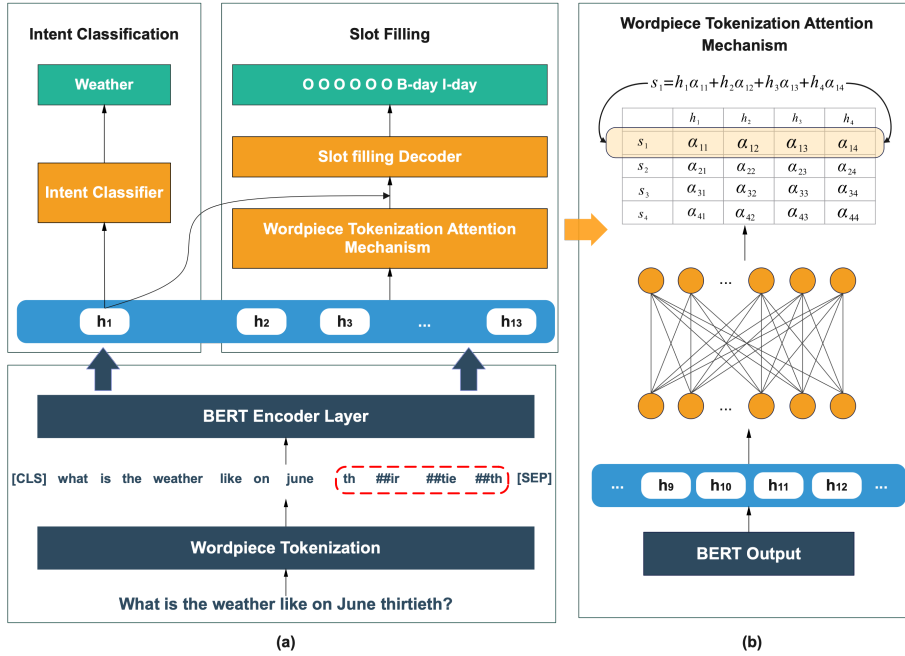 Intent Classification
Slot Filling
Weather
O O O O O O B-day I-day
Slot filling Decoder
Intent Classifier
Wordpiece Tokenization Attention
Mechanism
h1 h2 h3 ... h13
BERT Encoder Layer
[CLS] what is the weather like on june th ##ir ##tie ##th [SEP]
Wordpiece Tokenization
What is the weather like on June thirtieth?
(a)
Wordpiece Tokenization Attention
Mechanism
s₁=h₁α₁₁+h₂α₁₂+h₃α₁₃+h₄α₁₄
h₁ h₂ h₃ h₄
s₁ α₁₁ α₁₂ α₁₃ α₁₄
s₂ α₂₁ α₂₂ α₂₃ α₂₄
s₃ α₃₁ α₃₂ α₃₃ α₃₄
s₄ α₄₁ α₄₂ α₄₃ α₄₄
...
...
... h9 h10 h11 h12 ...
BERT Output
(b)